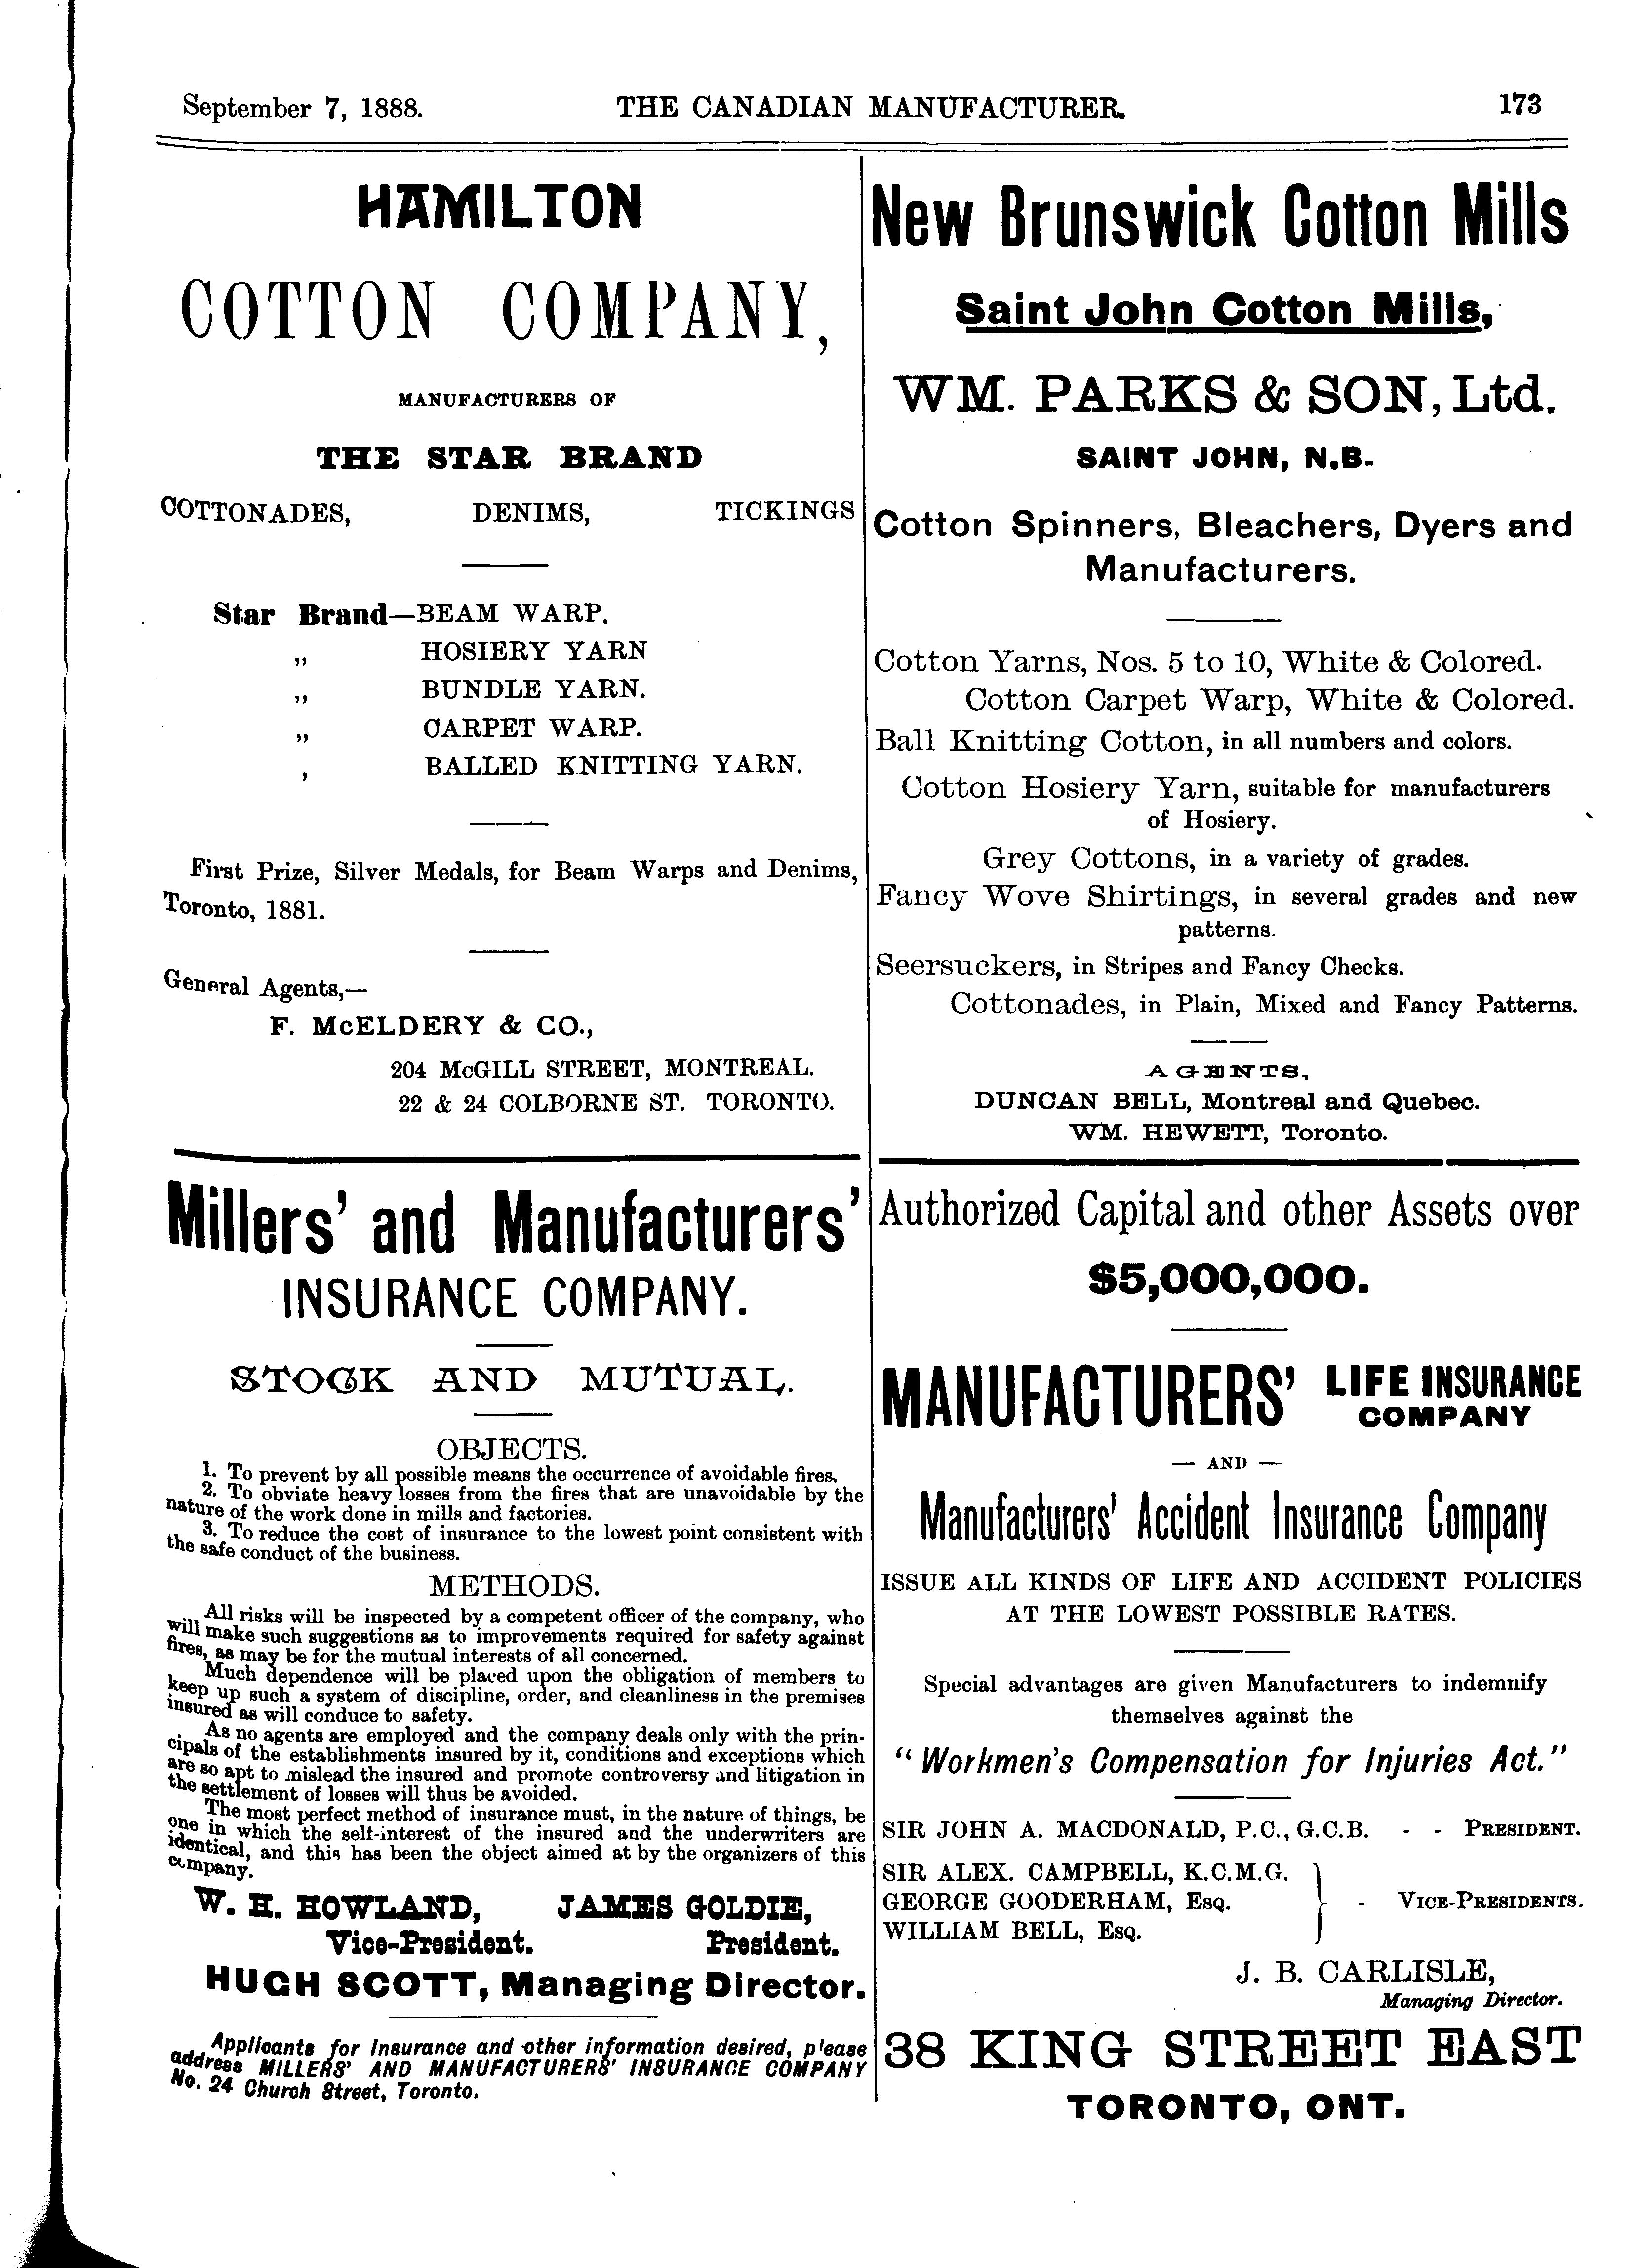 September 7, 1888. THE CANADIAN MANUFACTURER. 173
HAMILTON
COTTON COMPANY,
MANUFACTURERS OF
THE STAR BRAND
COTTONADES, DENIMS, TICKINGS
Star Brand—BEAM WARP.
„ HOSIERY YARN
„ BUNDLE YARN.
„ CARPET WARP.
, BALLED KNITTING YARN.
First Prize, Silver Medals, for Beam Warps and Denims,
Toronto, 1881.
General Agents,—
F. McELDERY & CO.,
204 McGILL STREET, MONTREAL.
22 & 24 COLBORNE ST. TORONTO.
New Brunswick Cotton Mills
Saint John Cotton Mills,
WM. PARKS & SON, Ltd.
SAINT JOHN, N.B.
Cotton Spinners, Bleachers, Dyers and
Manufacturers.
Cotton Yarns, Nos. 5 to 10, White & Colored.
Cotton Carpet Warp, White & Colored.
Ball Knitting Cotton, in all numbers and colors.
Cotton Hosiery Yarn, suitable for manufacturers
of Hosiery.
Grey Cottons, in a variety of grades.
Fancy Wove Shirtings, in several grades and new
patterns.
Seersuckers, in Stripes and Fancy Checks.
Cottonades, in Plain, Mixed and Fancy Patterns.
AGENTS,
DUNCAN BELL, Montreal and Quebec.
WM. HEWETT, Toronto.
Millers' and Manufacturers'
INSURANCE COMPANY.
STOCK AND MUTUAL.
OBJECTS.
1. To prevent by all possible means the occurrence of avoidable fires.
2. To obviate heavy losses from the fires that are unavoidable by the
nature of the work done in mills and factories.
3. To reduce the cost of insurance to the lowest point consistent with
the safe conduct of the business.
METHODS.
All risks will be inspected by a competent officer of the company, who
will make such suggestions as to improvements required for safety against
fires, as may be for the mutual interests of all concerned.
Much dependence will be placed upon the obligation of members to
keep up such a system of discipline, order, and cleanliness in the premises
insured as will conduce to safety.
As no agents are employed and the company deals only with the prin-
cipals of the establishments insured by it, conditions and exceptions which
are so apt to mislead the insured and promote controversy and litigation in
the settlement of losses will thus be avoided.
The most perfect method of insurance must, in the nature of things, be
one in which the self-interest of the insured and the underwriters are
identical, and this has been the object aimed at by the organizers of this
company.
W. H. HOWLAND, JAMES GOLDIE,
Vice-President. President.
HUGH SCOTT, Managing Director.
Applicants for Insurance and other information desired, please
address MILLERS' AND MANUFACTURERS' INSURANCE COMPANY
No. 24 Church Street, Toronto.
Authorized Capital and other Assets over
$5,000,000.
MANUFACTURERS' LIFE INSURANCE
COMPANY
— AND —
Manufacturers' Accident Insurance Company
ISSUE ALL KINDS OF LIFE AND ACCIDENT POLICIES
AT THE LOWEST POSSIBLE RATES.
Special advantages are given Manufacturers to indemnify
themselves against the
"Workmen's Compensation for Injuries Act."
SIR JOHN A. MACDONALD, P.C., G.C.B. - - PRESIDENT.
SIR ALEX. CAMPBELL, K.C.M.G.
GEORGE GOODERHAM, ESQ. } - VICE-PRESIDENTS.
WILLIAM BELL, ESQ.
J. B. CARLISLE,
Managing Director.
38 KING STREET EAST
TORONTO, ONT.